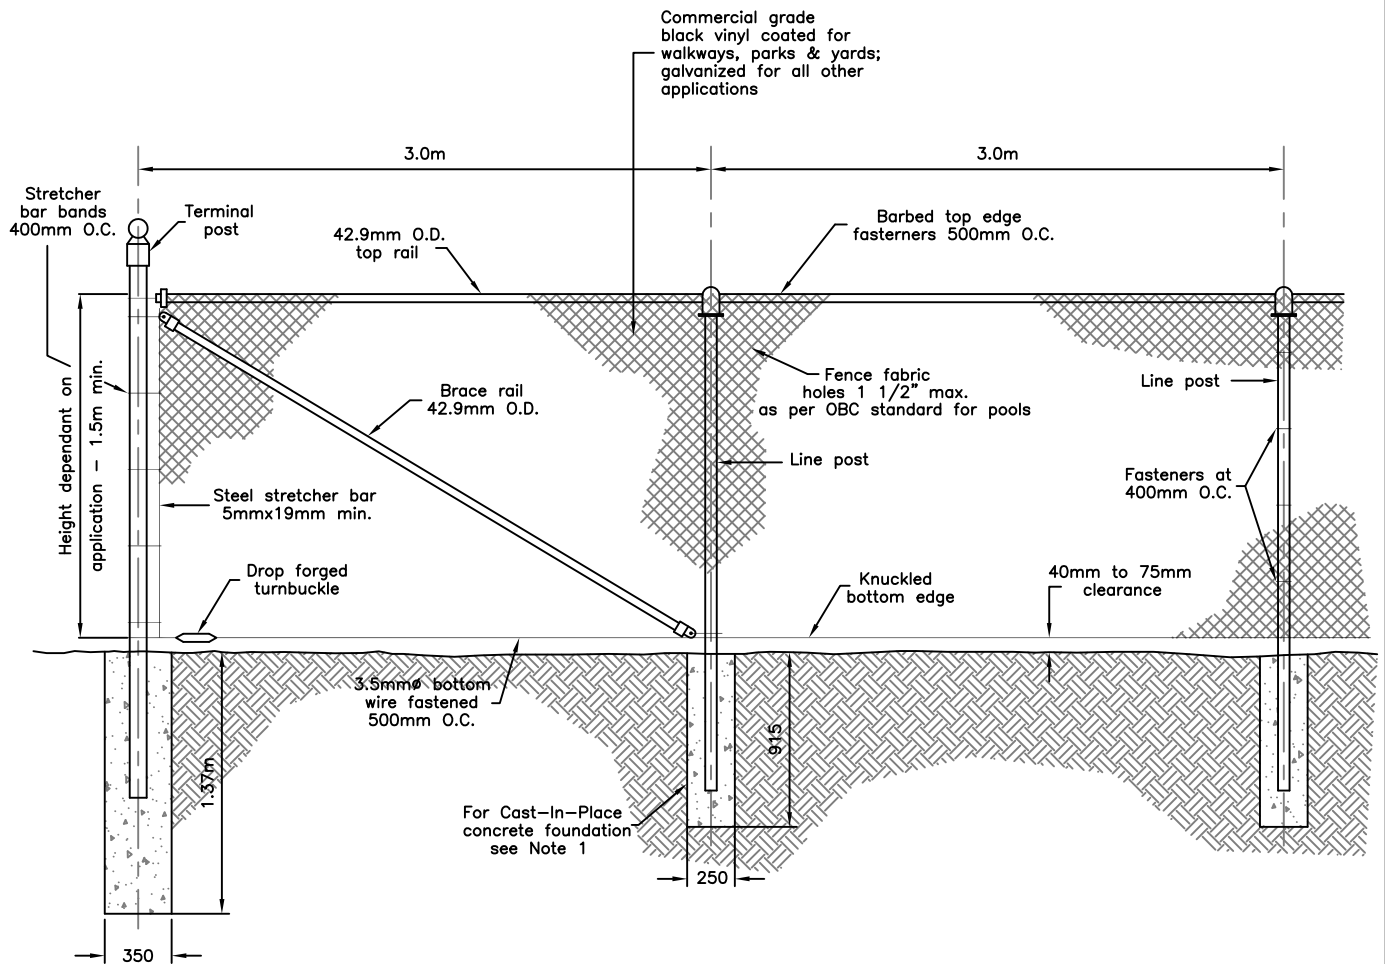 Commercial grade
black vinyl coated for
walkways, parks & yards;
galvanized for all other
applications
3.0m
3.0m
Stretcher
bar bands
400mm O.C.
Terminal
post
42.9mm O.D.
top rail
Barbed top edge
fasterners 500mm O.C.
Height dependant on
application - 1.5m min.
Brace rail
42.9mm O.D.
Fence fabric
holes 1 1/2" max.
as per OBC standard for pools
Line post
Line post
Fasteners at
400mm O.C.
Steel stretcher bar
5mmx19mm min.
Drop forged
turnbuckle
Knuckled
bottom edge
40mm to 75mm
clearance
3.5mmø bottom
wire fastened
500mm O.C.
1.37m
915
For Cast-In-Place
concrete foundation
see Note 1
250
350